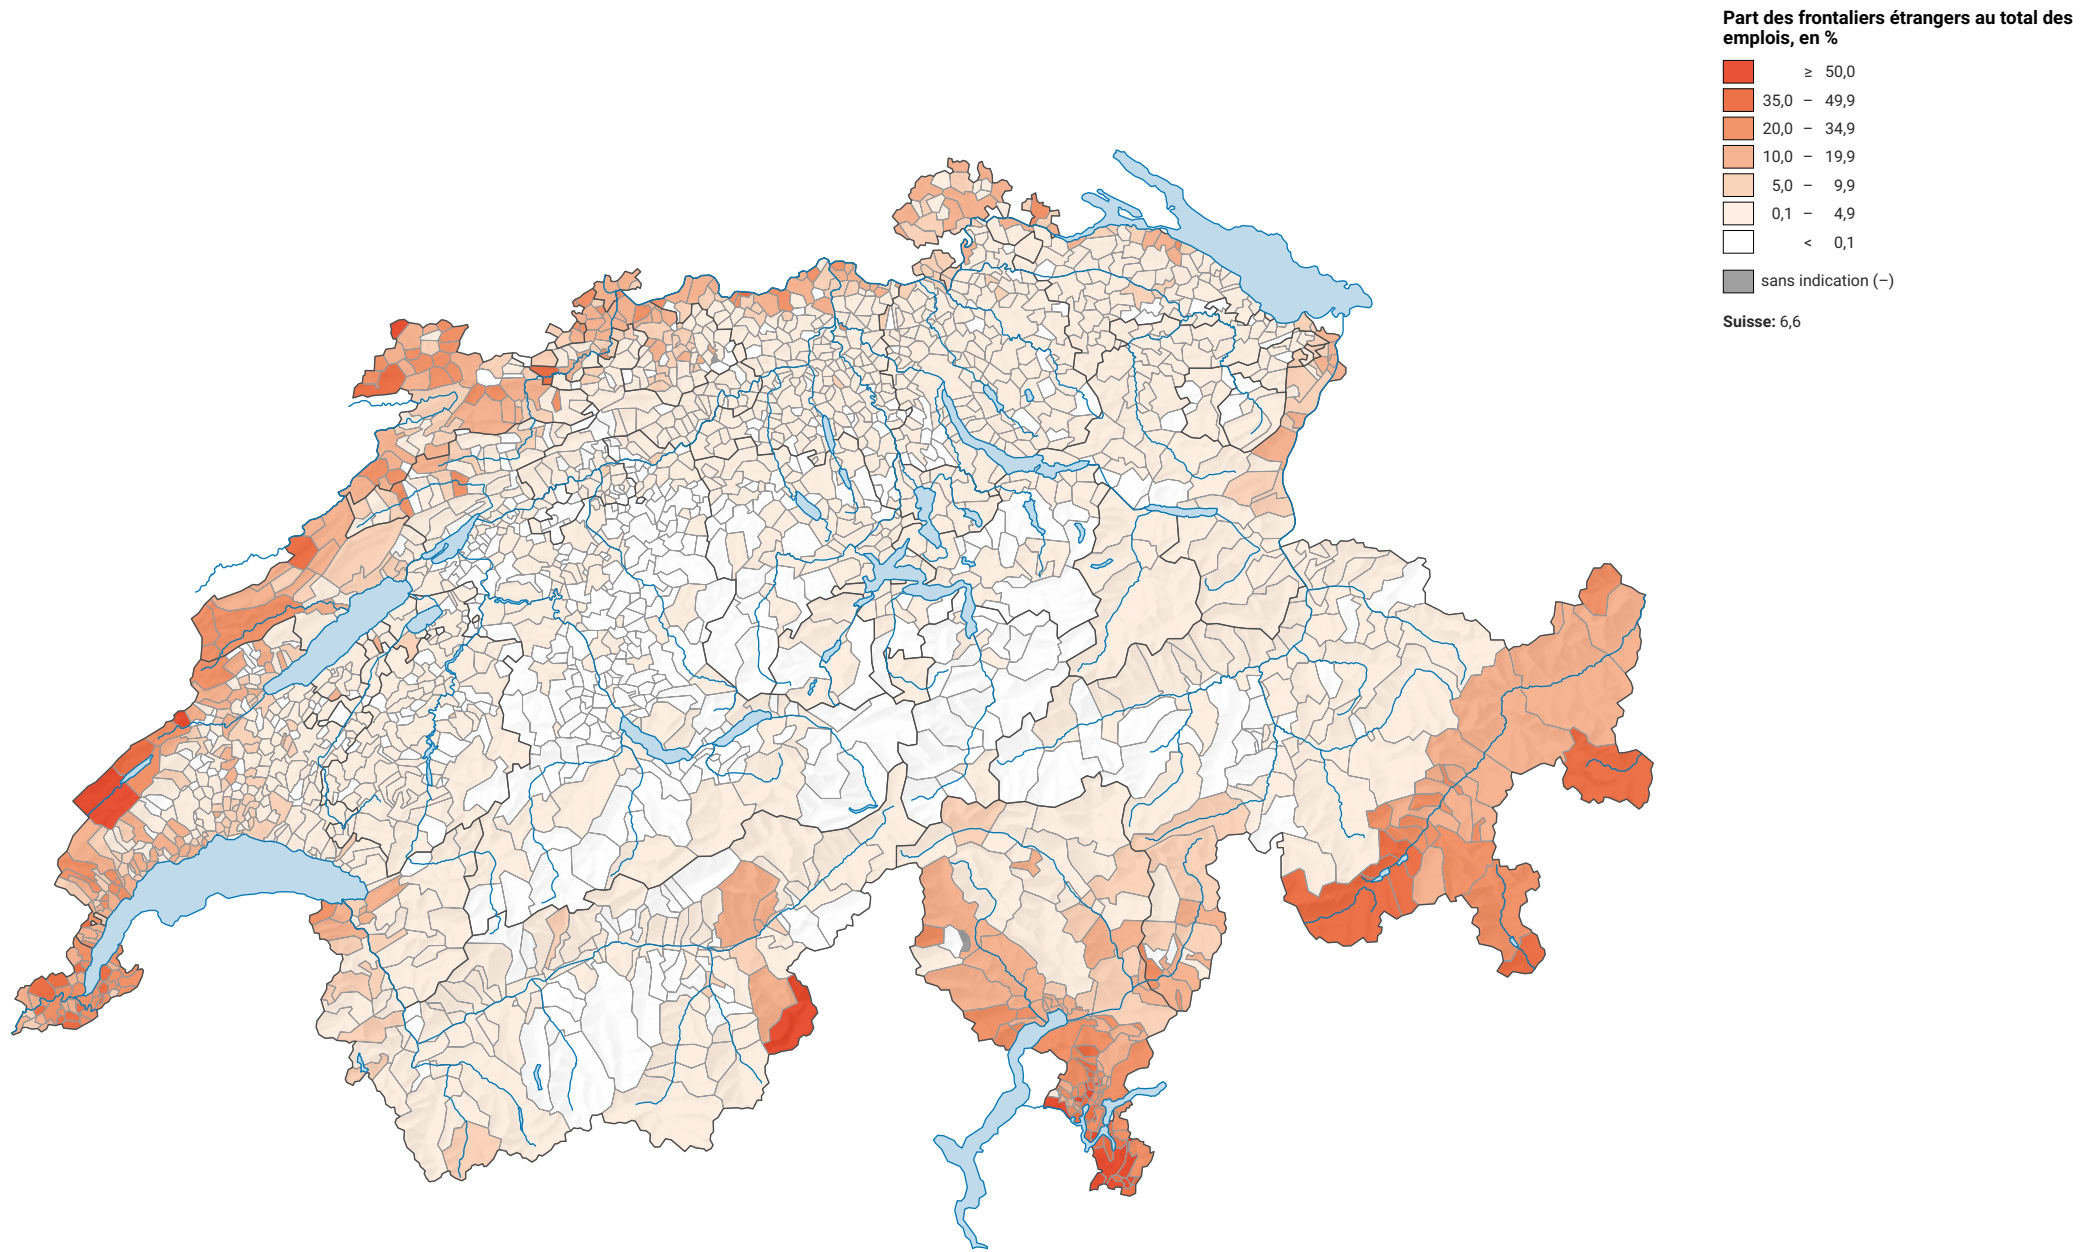 Part des frontaliers étrangers au total des
emplois, en %
≥ 50,0
35,0 – 49,9
20,0 – 34,9
10,0 – 19,9
5,0 – 9,9
0,1 – 4,9
< 0,1
sans indication (–)
Suisse: 6,6